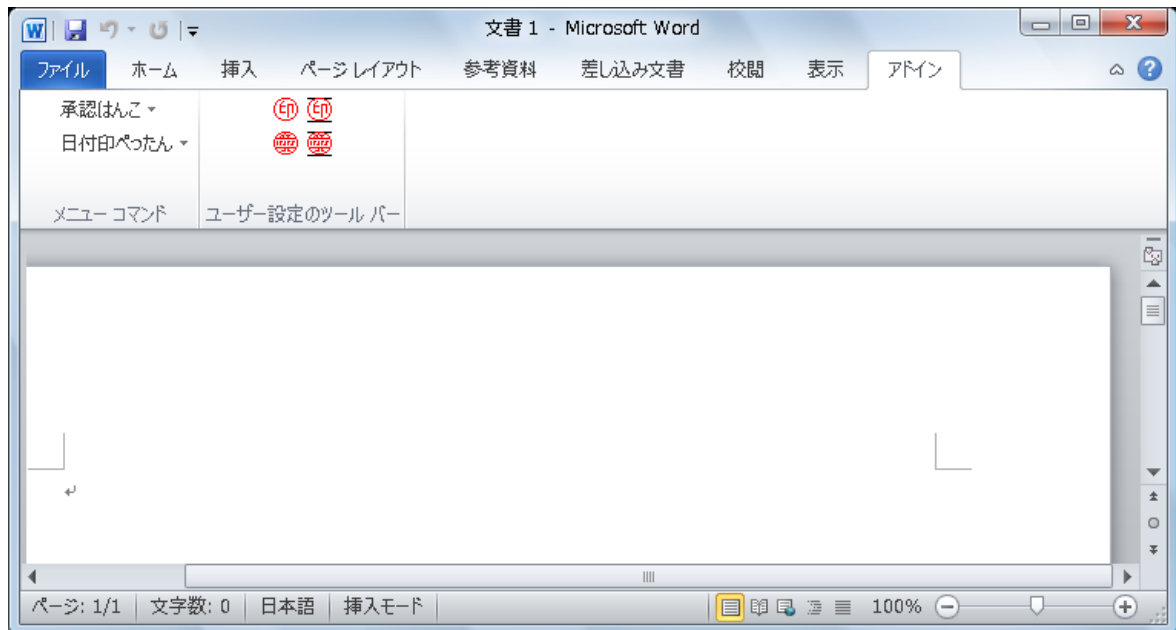 文書 1 - Microsoft Word
ファイル ホーム 挿入 ページ レイアウト 参考資料 差し込み文書 校閲 表示 アドイン
承認はんこ 印 印
日付印ぺったん
メニュー コマンド ユーザー設定のツール バー
ページ: 1/1 文字数: 0 日本語 挿入モード 100%